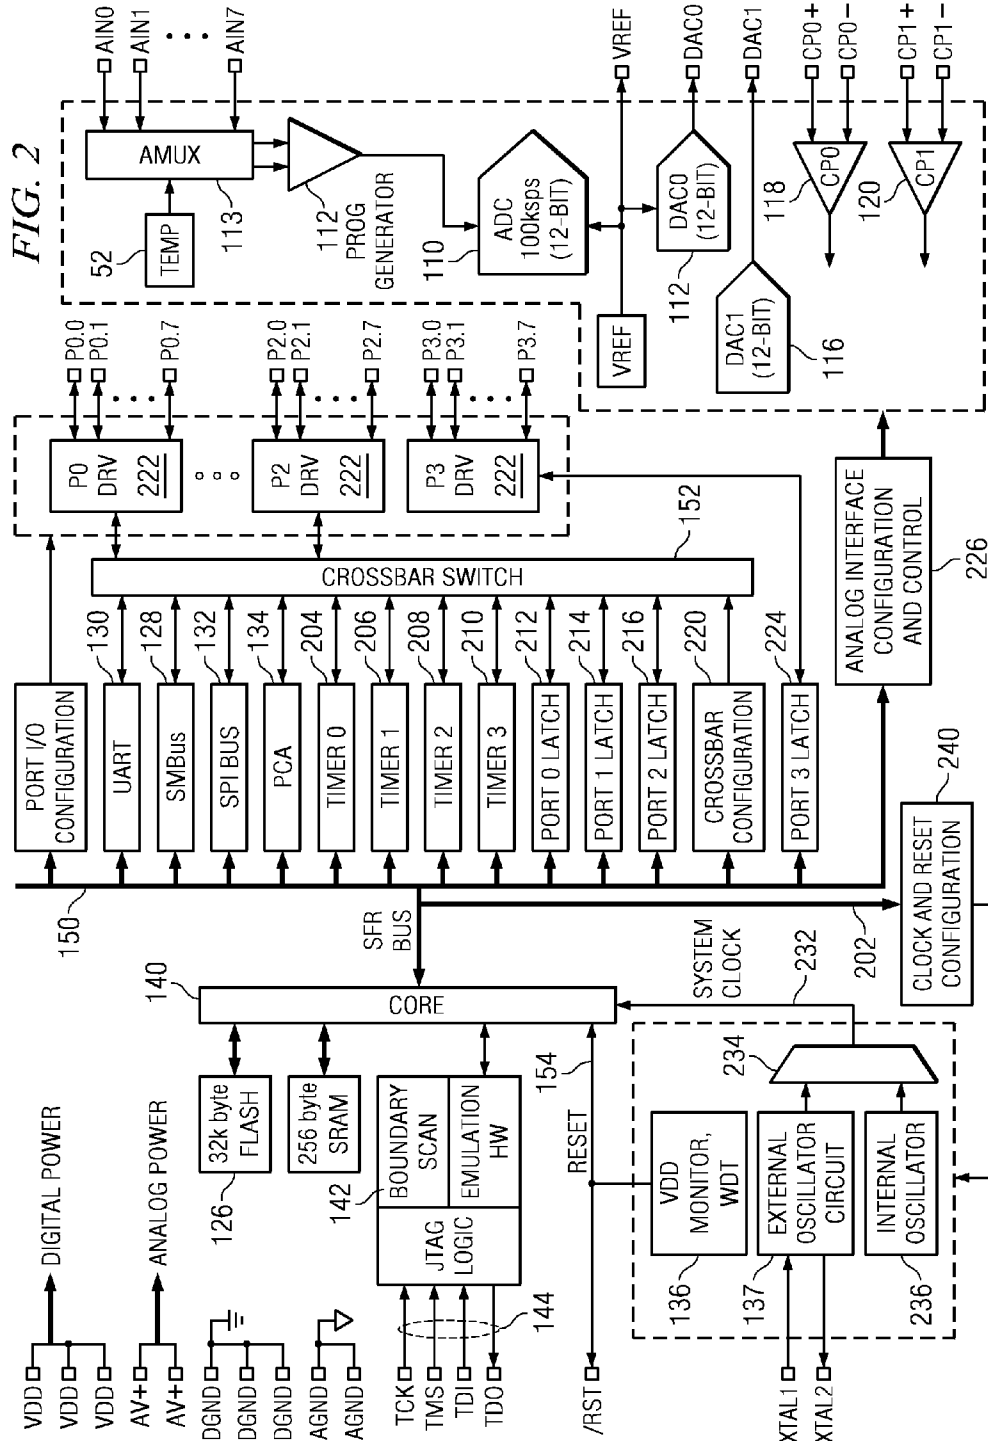 FIG. 2
VDD
VDD
VDD
DIGITAL POWER
AV+
AV+
ANALOG POWER
DGND
DGND
DGND
AGND
AGND
TCK
TMS
TDI
TDO
144
/RST
XTAL1
XTAL2
JTAG
LOGIC
BOUNDARY
SCAN
EMULATION
HW
142
32k byte
FLASH
126
256 byte
SRAM
RESET
154
VDD
MONITOR,
WDT
136
EXTERNAL
OSCILLATOR
CIRCUIT
137
INTERNAL
OSCILLATOR
236
234
SYSTEM
CLOCK
232
CORE
140
SFR
BUS
150
202
CLOCK AND RESET
CONFIGURATION
240
PORT I/O
CONFIGURATION
UART
130
SMBus
128
SPI BUS
132
PCA
134
TIMER 0
204
TIMER 1
206
TIMER 2
208
TIMER 3
210
PORT 0 LATCH
212
PORT 1 LATCH
214
PORT 2 LATCH
216
CROSSBAR
CONFIGURATION
220
PORT 3 LATCH
224
ANALOG INTERFACE
CONFIGURATION
AND CONTROL
226
CROSSBAR SWITCH
152
P0
DRV
222
P2
DRV
222
P3
DRV
222
P0.0
P0.1
P0.7
P2.0
P2.1
P2.7
P3.0
P3.1
P3.7
TEMP
52
AMUX
113
AIN0
AIN1
AIN7
112
PROG
GENERATOR
ADC
100ksps
(12-BIT)
110
VREF
VREF
DAC0
(12-BIT)
112
DAC0
DAC1
(12-BIT)
116
DAC1
CP0
118
CP0+
CP0−
CP1
120
CP1+
CP1−